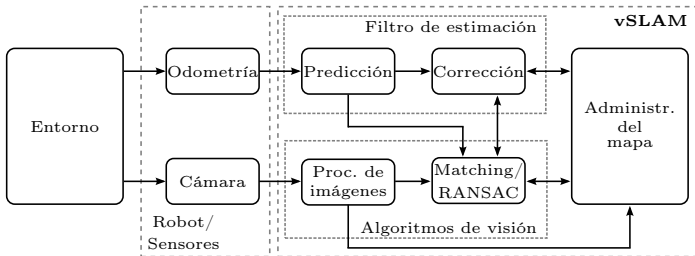 Filtro de estimación
vSLAM
Entorno
Odometría
Predicción
Corrección
Administr.
del
mapa
Cámara
Proc. de
imágenes
Matching/
RANSAC
Robot/
Sensores
Algoritmos de visión